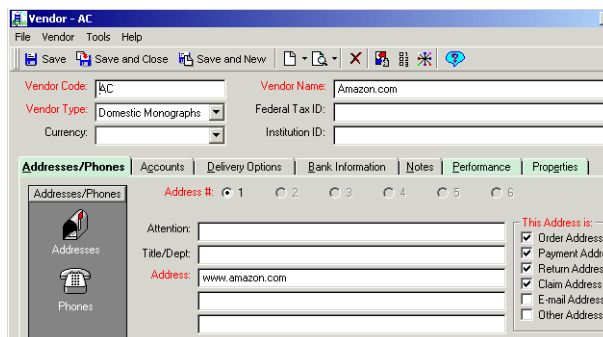 Vendor - AC
File Vendor Tools Help
Save Save and Close Save and New
Vendor Code: AC Vendor Name: Amazon.com
Vendor Type: Domestic Monographs Federal Tax ID:
Currency: Institution ID:
Addresses/Phones Accounts Delivery Options Bank Information Notes Performance Properties
Addresses/Phones Address #: 1 2 3 4 5 6
Addresses
Phones
Attention:
Title/Dept:
Address: www.amazon.com
This Address is:
Order Address
Payment Addre
Return Address
Claim Address
E-mail Address
Other Address